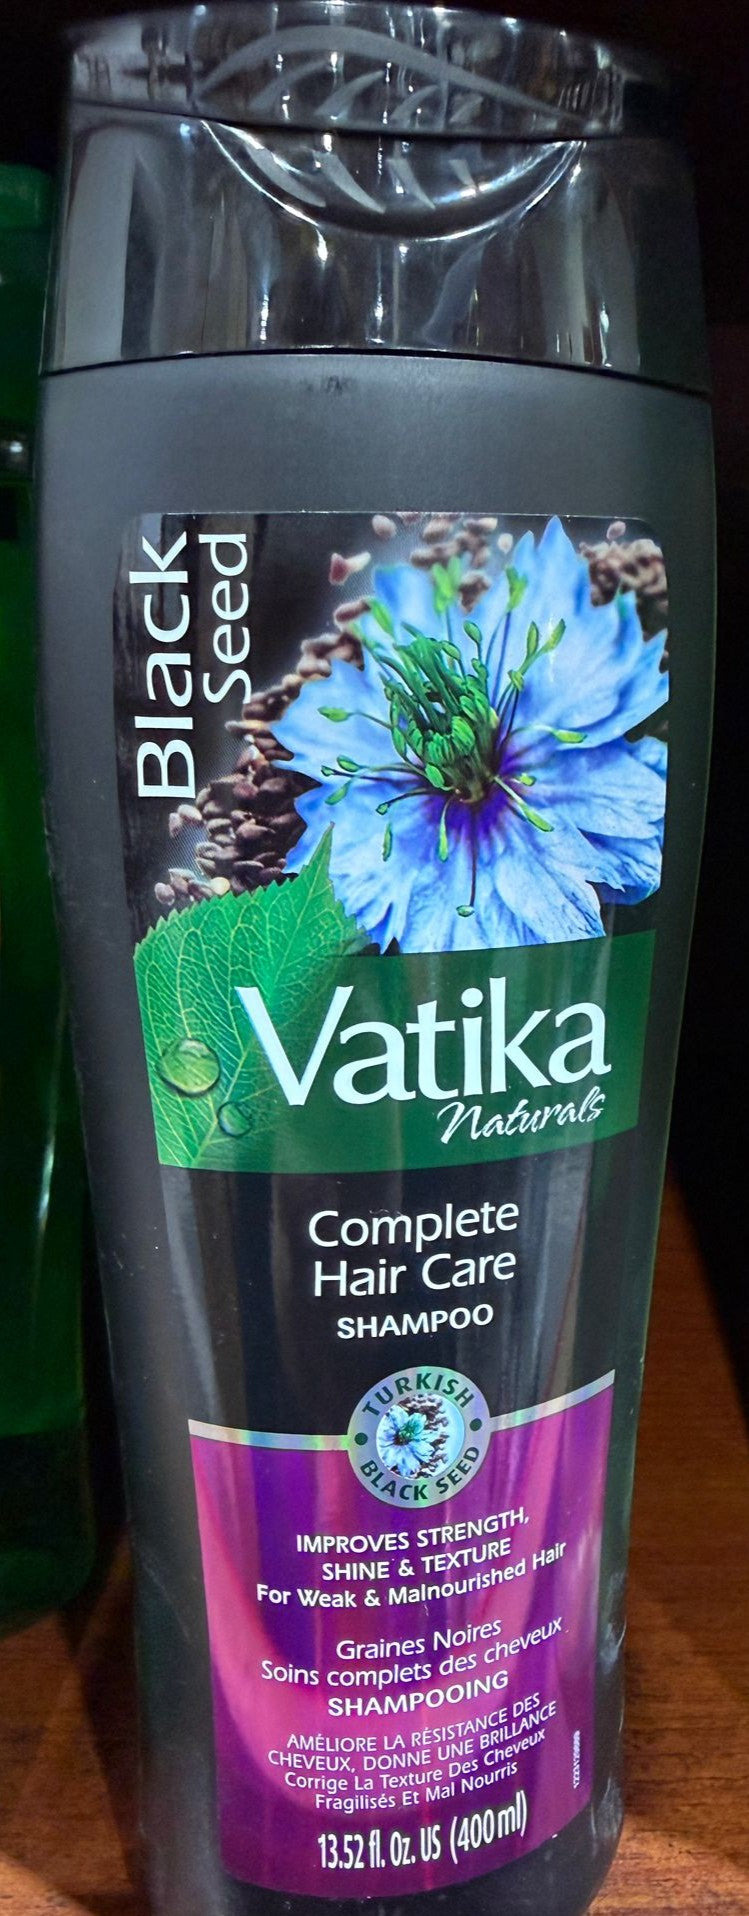 Black
Seed
Vatika
Naturals
Complete
Hair Care
SHAMPOO
TURKISH
BLACK SEED
IMPROVES STRENGTH,
SHINE & TEXTURE
For Weak & Malnourished Hair
Graines Noires
Soins complets des cheveux
SHAMPOOING
AMÉLIORE LA RÉSISTANCE DES
CHEVEUX, DONNE UNE BRILLANCE
Corrige La Texture Des Cheveux
Fragilisés Et Mal Nourris
13.52 fl. Oz. US (400 ml)